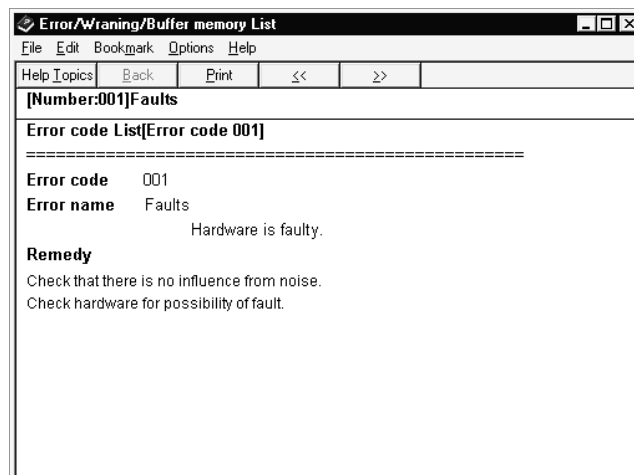 Error/Wraning/Buffer memory List
File Edit Bookmark Options Help
Help Topics Back Print << >>
[Number:001]Faults
Error code List[Error code 001]
==================================================
Error code 001
Error name Faults
Hardware is faulty.
Remedy
Check that there is no influence from noise.
Check hardware for possibility of fault.